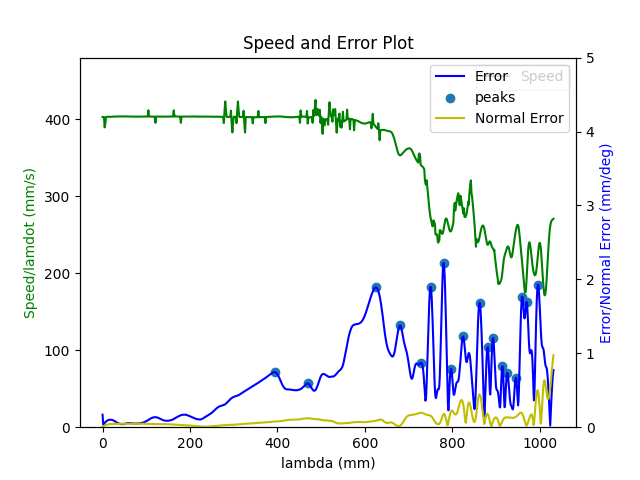 Speed and Error Plot
Speed/lamdot (mm/s)
400
300
200
100
0
Error
Speed
peaks
Normal Error
5
4
3
2
1
0
Error/Normal Error (mm/deg)
0
200
400
600
800
1000
lambda (mm)